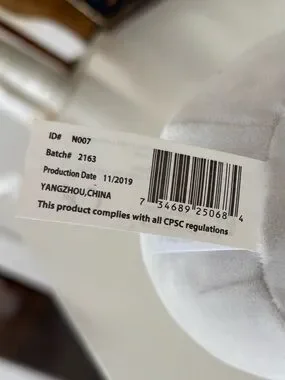 ID# N007
Batch# 2163
Production Date 11/2019
YANGZHOU,CHINA
This product complies with all CPSC regulations
7 34689 25068 4